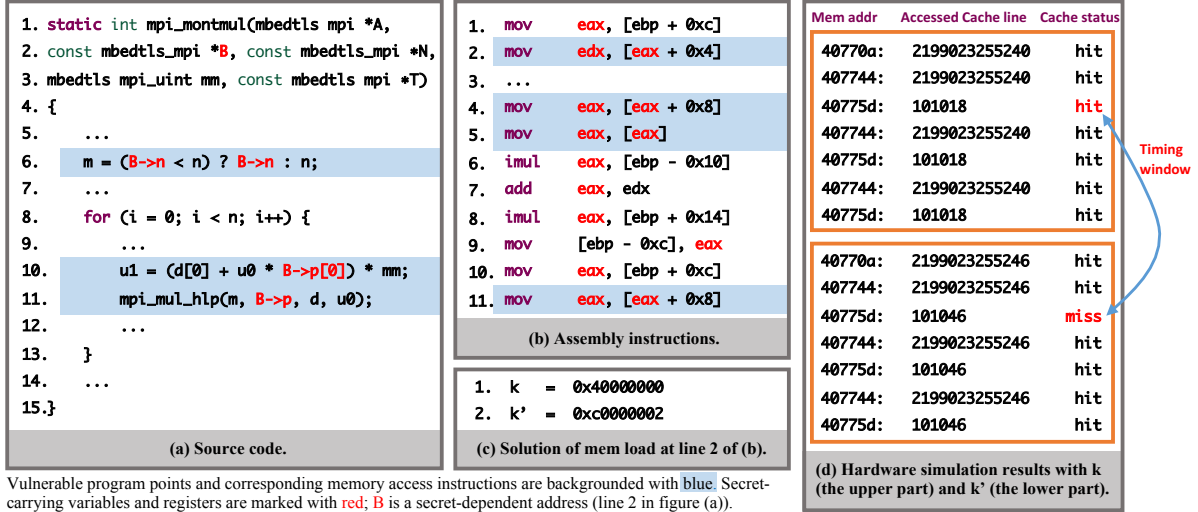 1. static int mpi_montmul(mbedtls mpi *A,
2. const mbedtls_mpi *B, const mbedtls_mpi *N,
3. mbedtls mpi_uint mm, const mbedtls mpi *T)
4. {
5. ...
6. m = (B->n < n) ? B->n : n;
7. ...
8. for (i = 0; i < n; i++) {
9. ...
10. u1 = (d[0] + u0 * B->p[0]) * mm;
11. mpi_mul_hlp(m, B->p, d, u0);
12. ...
13. }
14. ...
15.}
(a) Source code.
1. mov eax, [ebp + 0xc]
2. mov edx, [eax + 0x4]
3. ...
4. mov eax, [eax + 0x8]
5. mov eax, [eax]
6. imul eax, [ebp - 0x10]
7. add eax, edx
8. imul eax, [ebp + 0x14]
9. mov [ebp - 0xc], eax
10. mov eax, [ebp + 0xc]
11. mov eax, [eax + 0x8]
(b) Assembly instructions.
1. k = 0x40000000
2. k’ = 0xc0000002
(c) Solution of mem load at line 2 of (b).
Mem addr Accessed Cache line Cache status
40770a: 2199023255240 hit
407744: 2199023255240 hit
40775d: 101018 hit
407744: 2199023255240 hit
40775d: 101018 hit
407744: 2199023255240 hit
40775d: 101018 hit
Timing
window
40770a: 2199023255246 hit
407744: 2199023255246 hit
40775d: 101046 miss
407744: 2199023255246 hit
40775d: 101046 hit
407744: 2199023255246 hit
40775d: 101046 hit
(d) Hardware simulation results with k
(the upper part) and k’ (the lower part).
Vulnerable program points and corresponding memory access instructions are backgrounded with blue. Secret-
carrying variables and registers are marked with red; B is a secret-dependent address (line 2 in figure (a)).